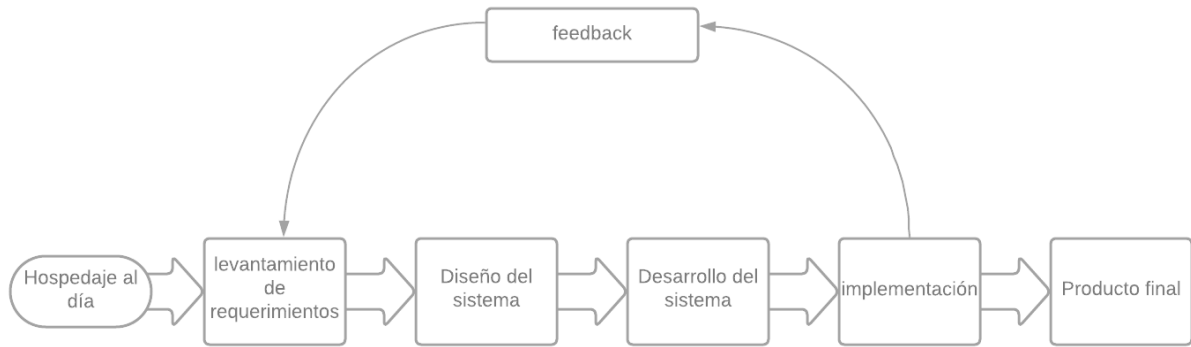 feedback
Hospedaje al
día
levantamiento
de
requerimientos
Diseño del
sistema
Desarrollo del
sistema
implementación
Producto final